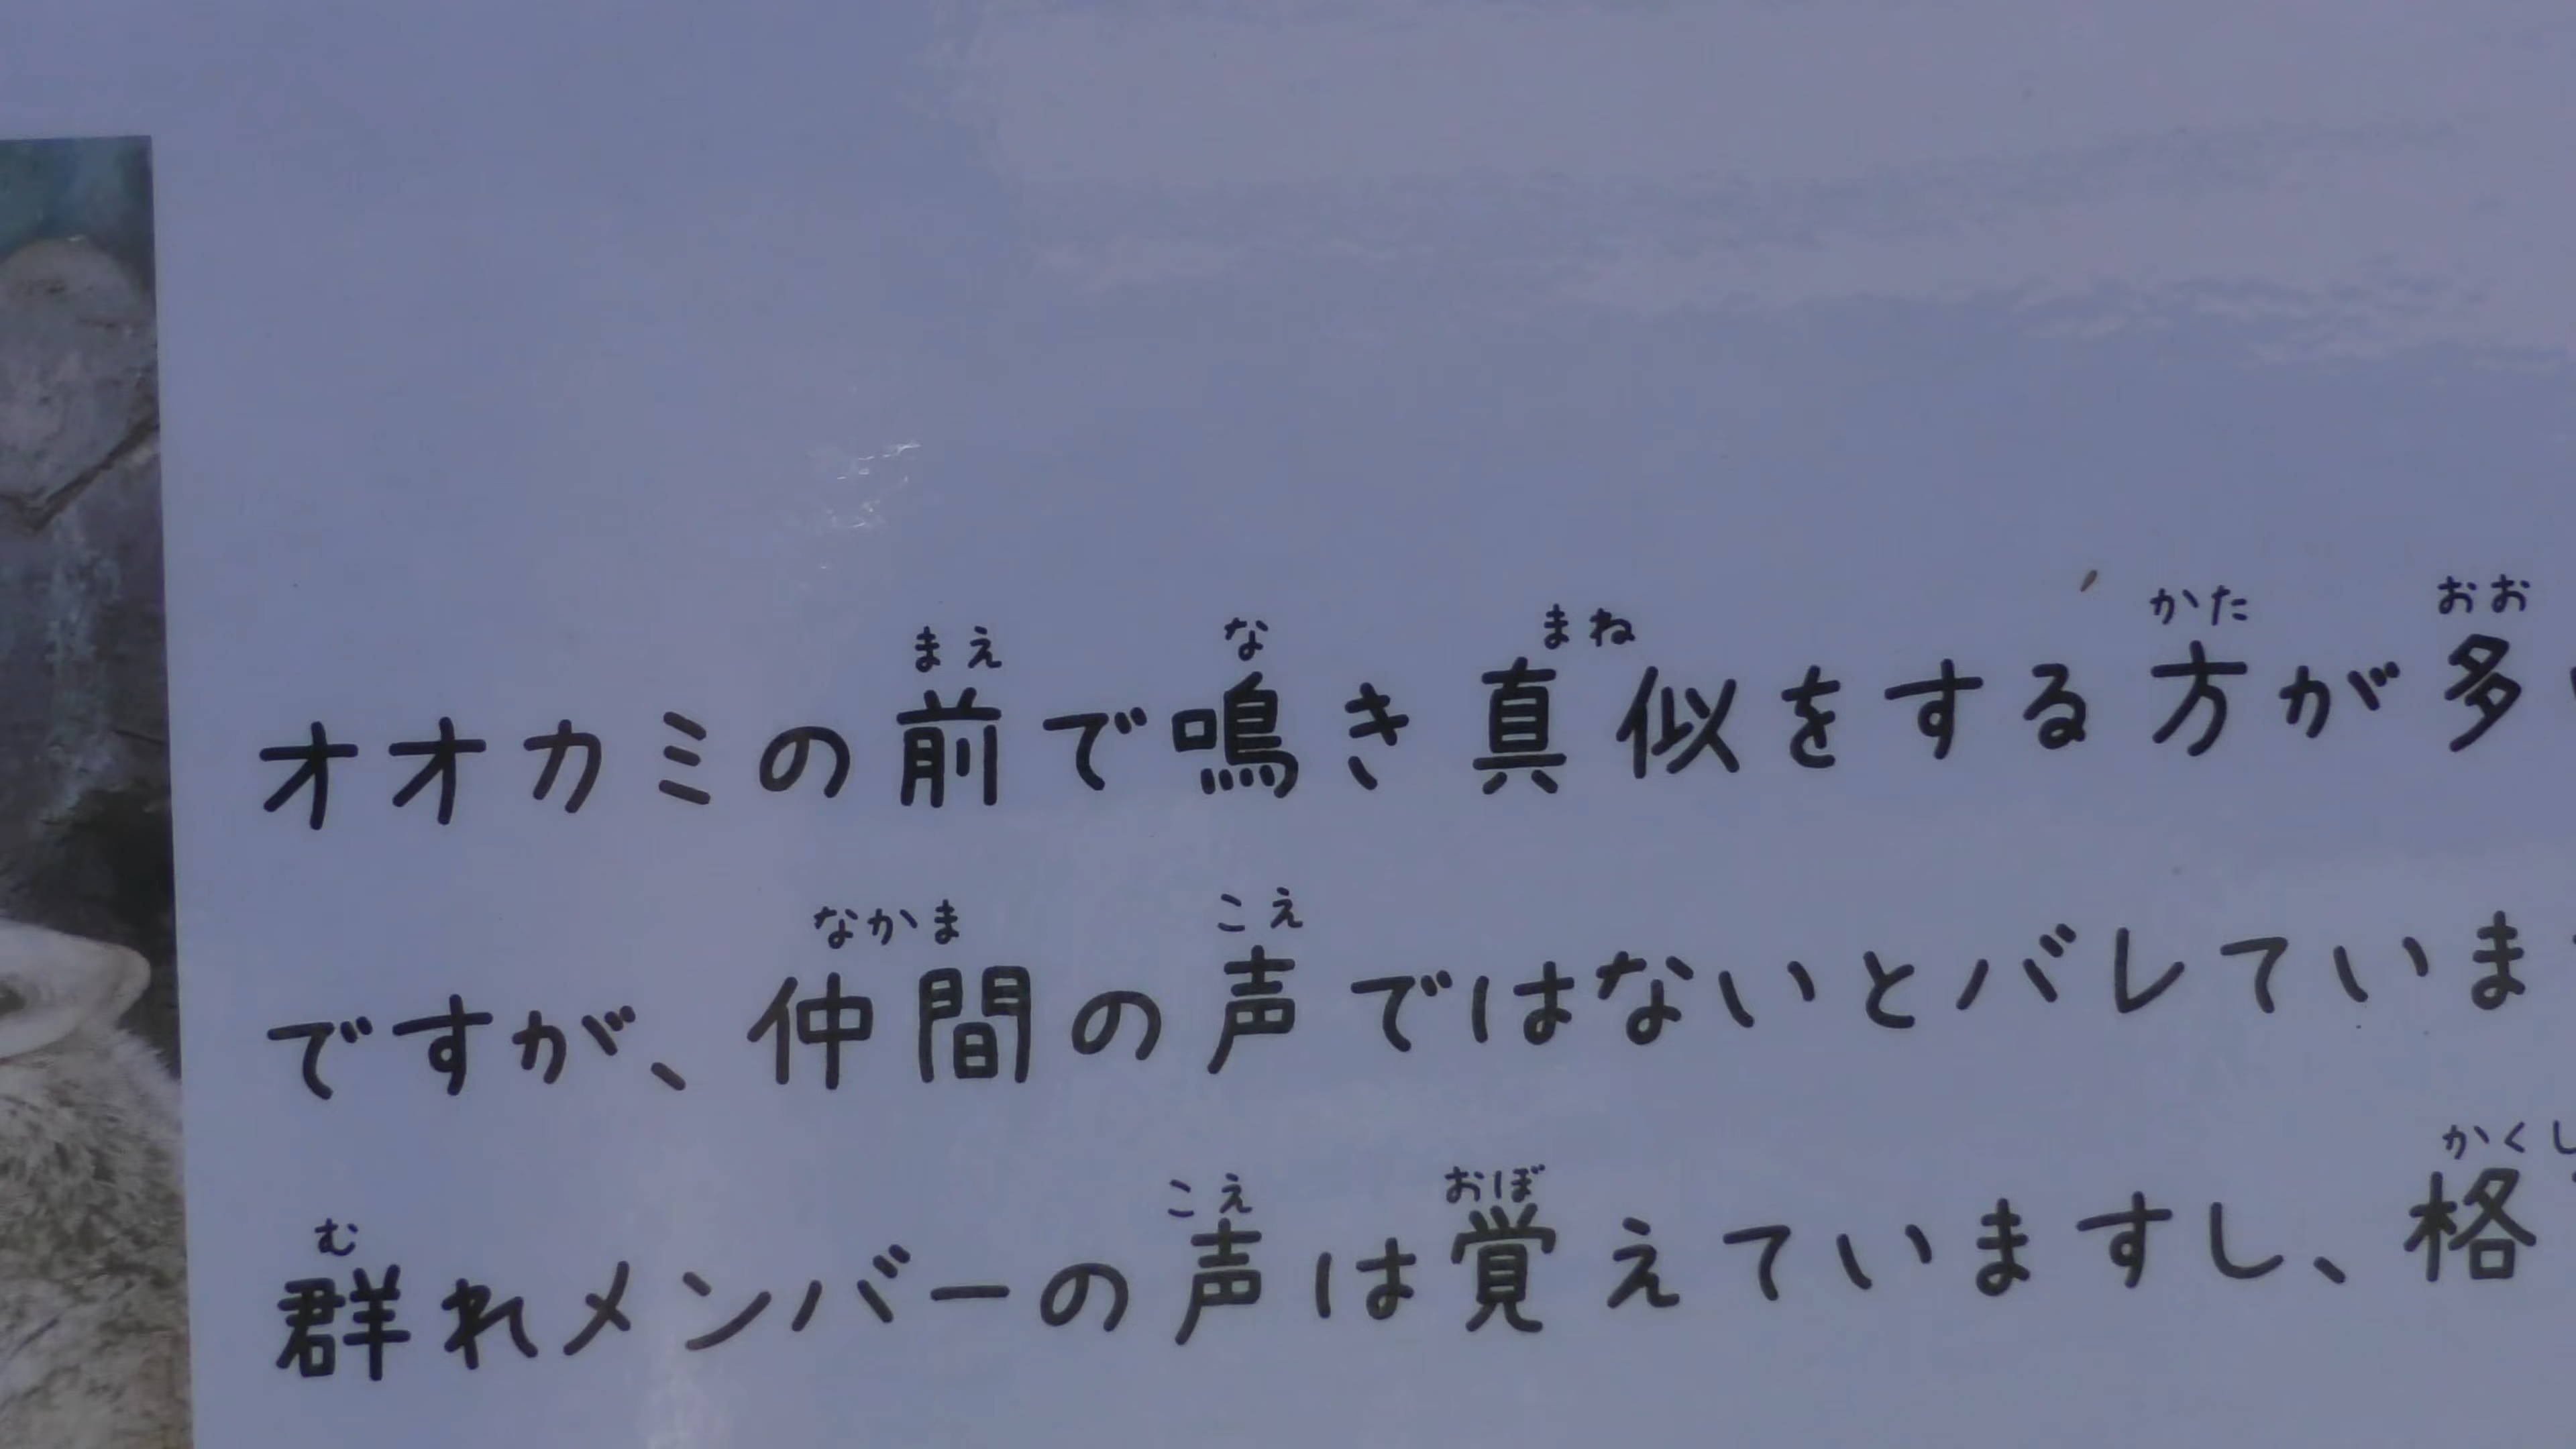 オオカミの前で鳴き真似をする方が多
ですが、仲間の声ではないとバレていま
群れメンバーの声は覚えていますし、格